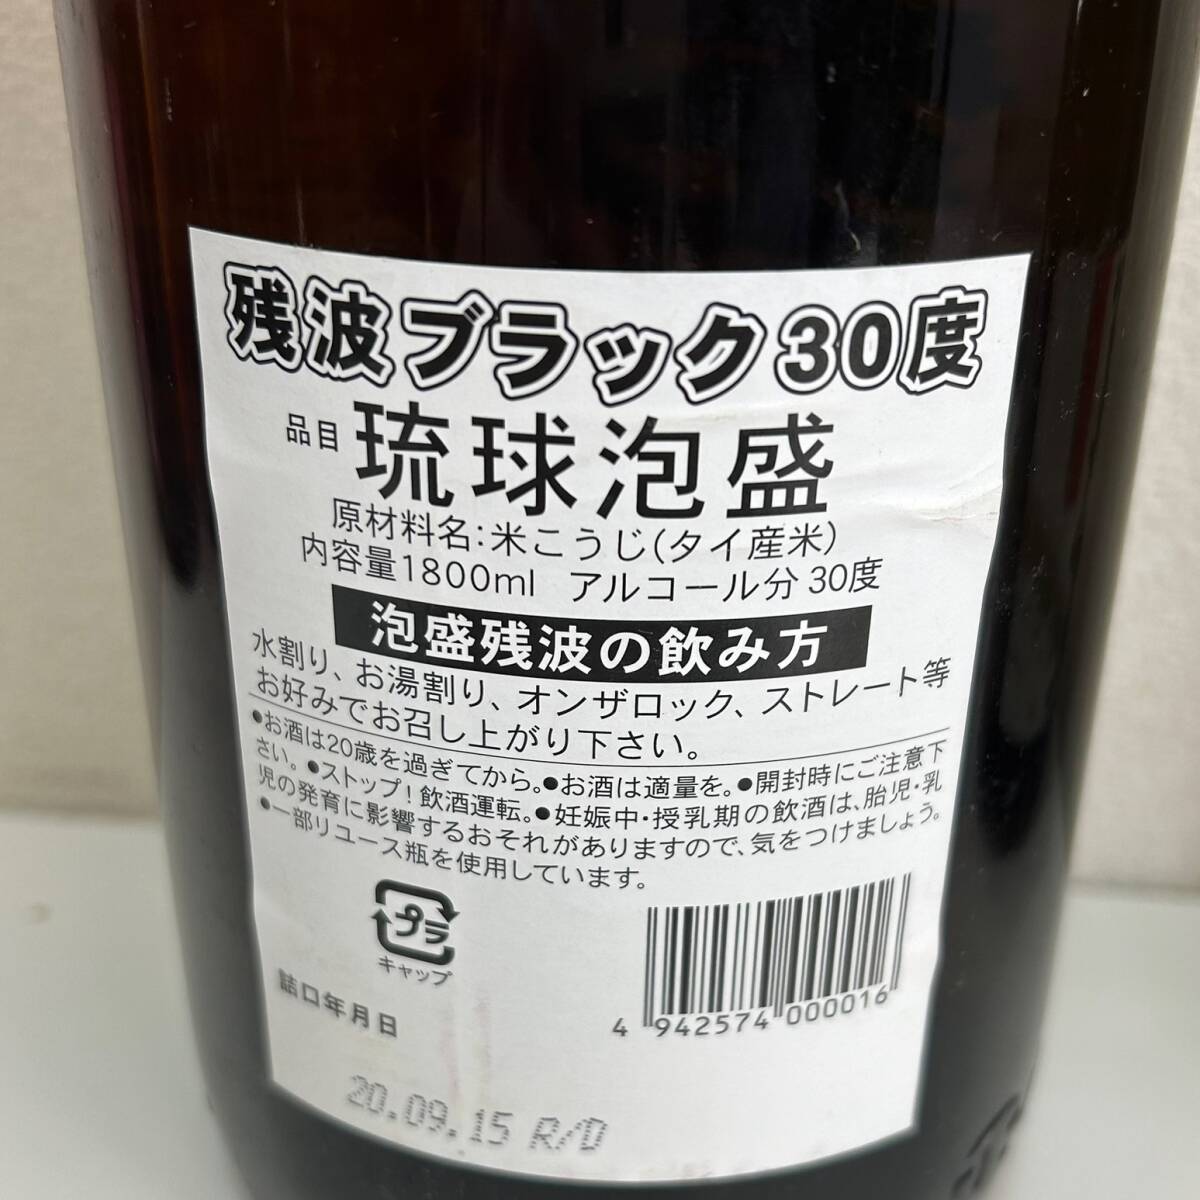 残波ブラック30度
品目 琉球泡盛
原材料名:米こうじ(タイ産米)
内容量1800ml アルコール分30度
泡盛残波の飲み方
水割り、お湯割り、オンザロック、ストレート等
お好みでお召し上がり下さい。
●お酒は20歳を過ぎてから。●お酒は適量を。●開封時にご注意下
さい。●ストップ!飲酒運転。●妊娠中・授乳期の飲酒は、胎児・乳
児の発育に影響するおそれがありますので、気をつけましょう。
●一部リユース瓶を使用しています。
プラ
キャップ
4 942574 000016
詰口年月日
20.09.15 R/D